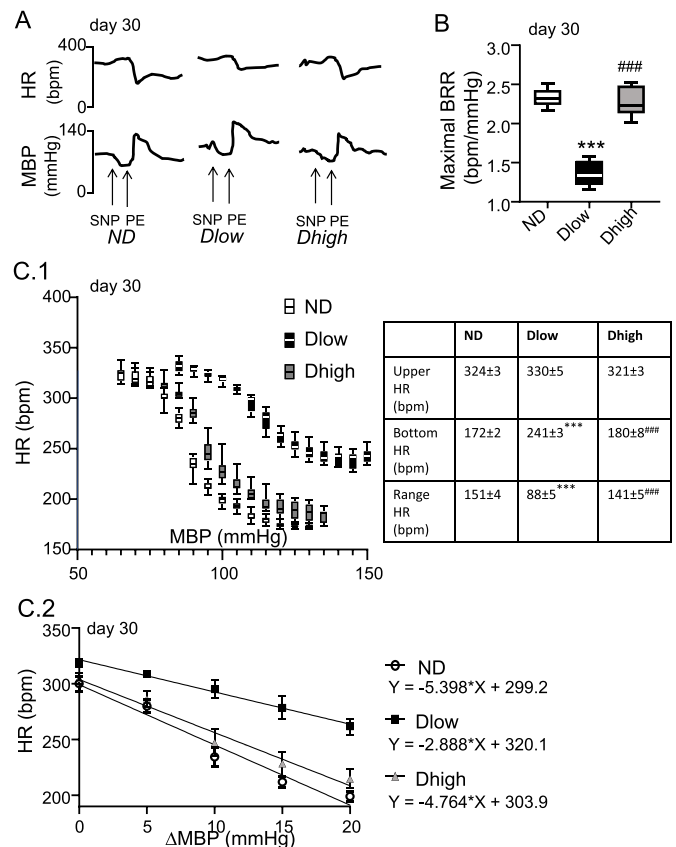 A
day 30
400
HR
(bpm)
0
140
MBP
(mmHg)
0
SNP PE
SNP PE
SNP PE
ND
Dlow
Dhigh
B
day 30
Maximal BRR
(bpm/mmHg)
3.0
2.5
2.0
1.5
1.0
***
###
ND
Dlow
Dhigh
C.1
day 30
400
350
300
250
200
150
HR (bpm)
ND
Dlow
Dhigh
MBP (mmHg)
50
100
150
ND
Dlow
Dhigh
Upper
HR
(bpm)
324±3
330±5
321±3
Bottom
HR
(bpm)
172±2
241±3***
180±8###
Range
HR
(bpm)
151±4
88±5***
141±5###
C.2
day 30
350
300
250
200
HR (bpm)
0
5
10
15
20
ΔMBP (mmHg)
ND
Y = -5.398*X + 299.2
Dlow
Y = -2.888*X + 320.1
Dhigh
Y = -4.764*X + 303.9